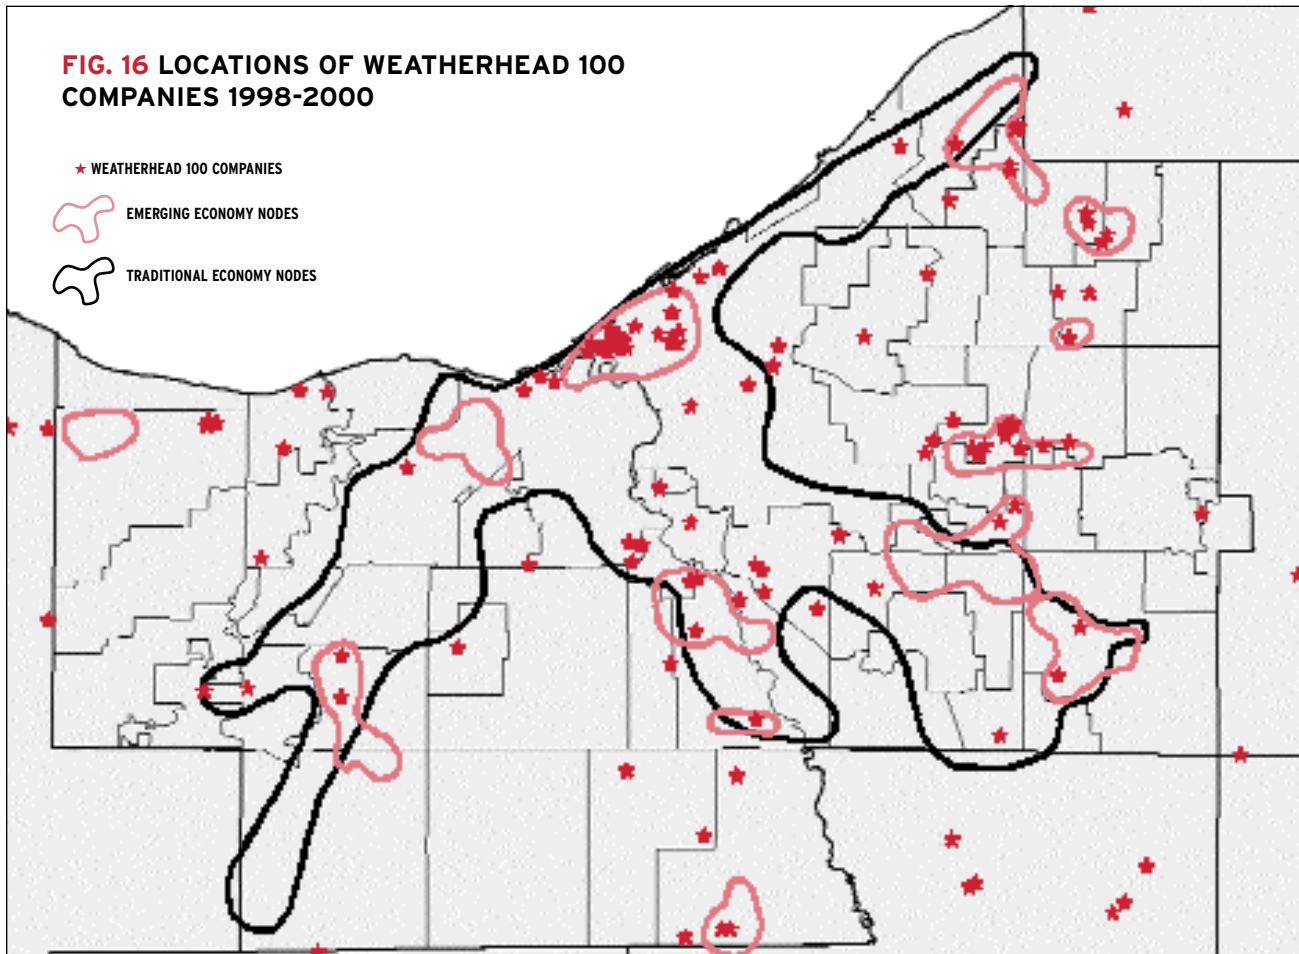 FIG. 16 LOCATIONS OF WEATHERHEAD 100
COMPANIES 1998-2000
WEATHERHEAD 100 COMPANIES
EMERGING ECONOMY NODES
TRADITIONAL ECONOMY NODES